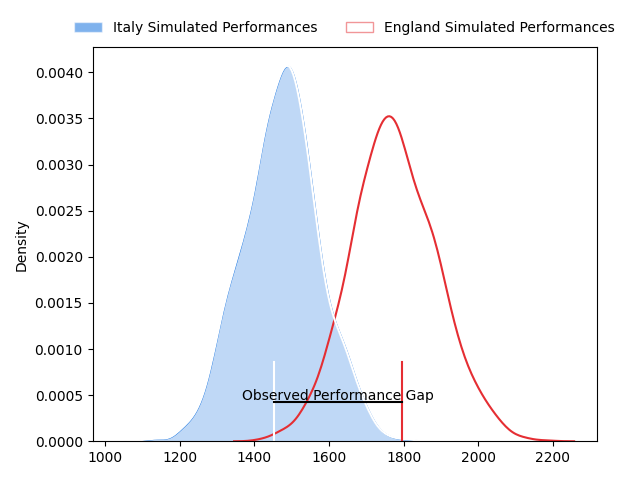 Italy Simulated Performances England Simulated Performances
0.0040
0.0035
0.0030
0.0025
0.0020
0.0015
0.0010
0.0005
0.0000
Density
Observed Performance Gap
1000 1200 1400 1600 1800 2000 2200